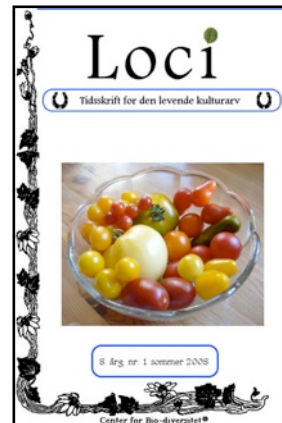 Loci
Tidsskrift for den levende kulturarv
8. årg. nr. 1 sommer 2008
Center for Bio-diversitet